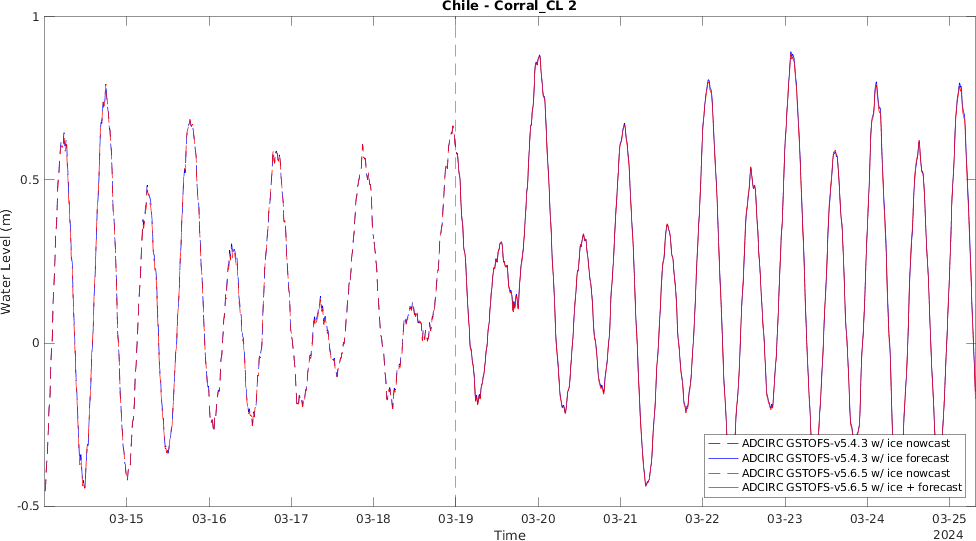 Chile - Corral_CL 2
1
0.5
0
-0.5
Water Level (m)
03-15
03-16
03-17
03-18
03-19
03-20
03-21
03-22
03-23
03-24
03-25
2024
Time
ADCIRC GSTOFS-v5.4.3 w/ ice nowcast
ADCIRC GSTOFS-v5.4.3 w/ ice forecast
ADCIRC GSTOFS-v5.6.5 w/ ice nowcast
ADCIRC GSTOFS-v5.6.5 w/ ice + forecast